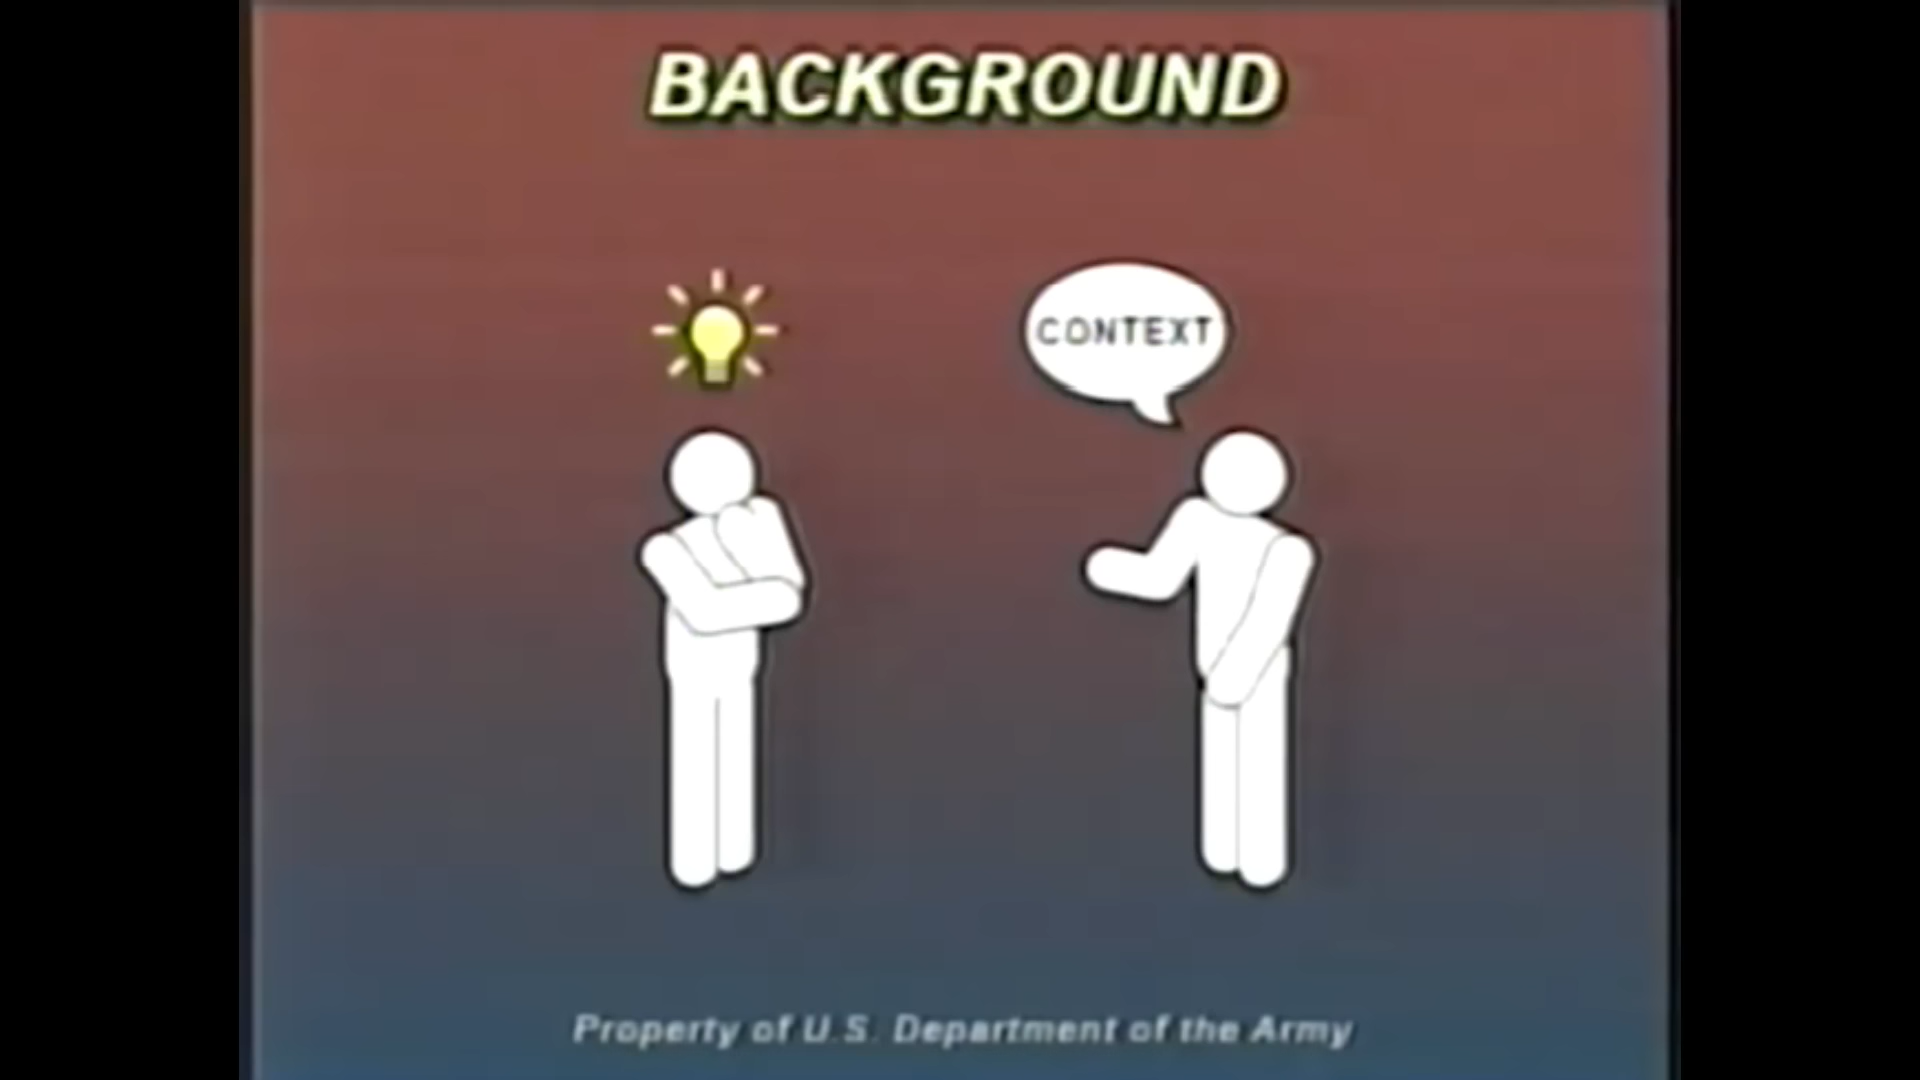 BACKGROUND
CONTEXT
Property of U.S. Department of the Army